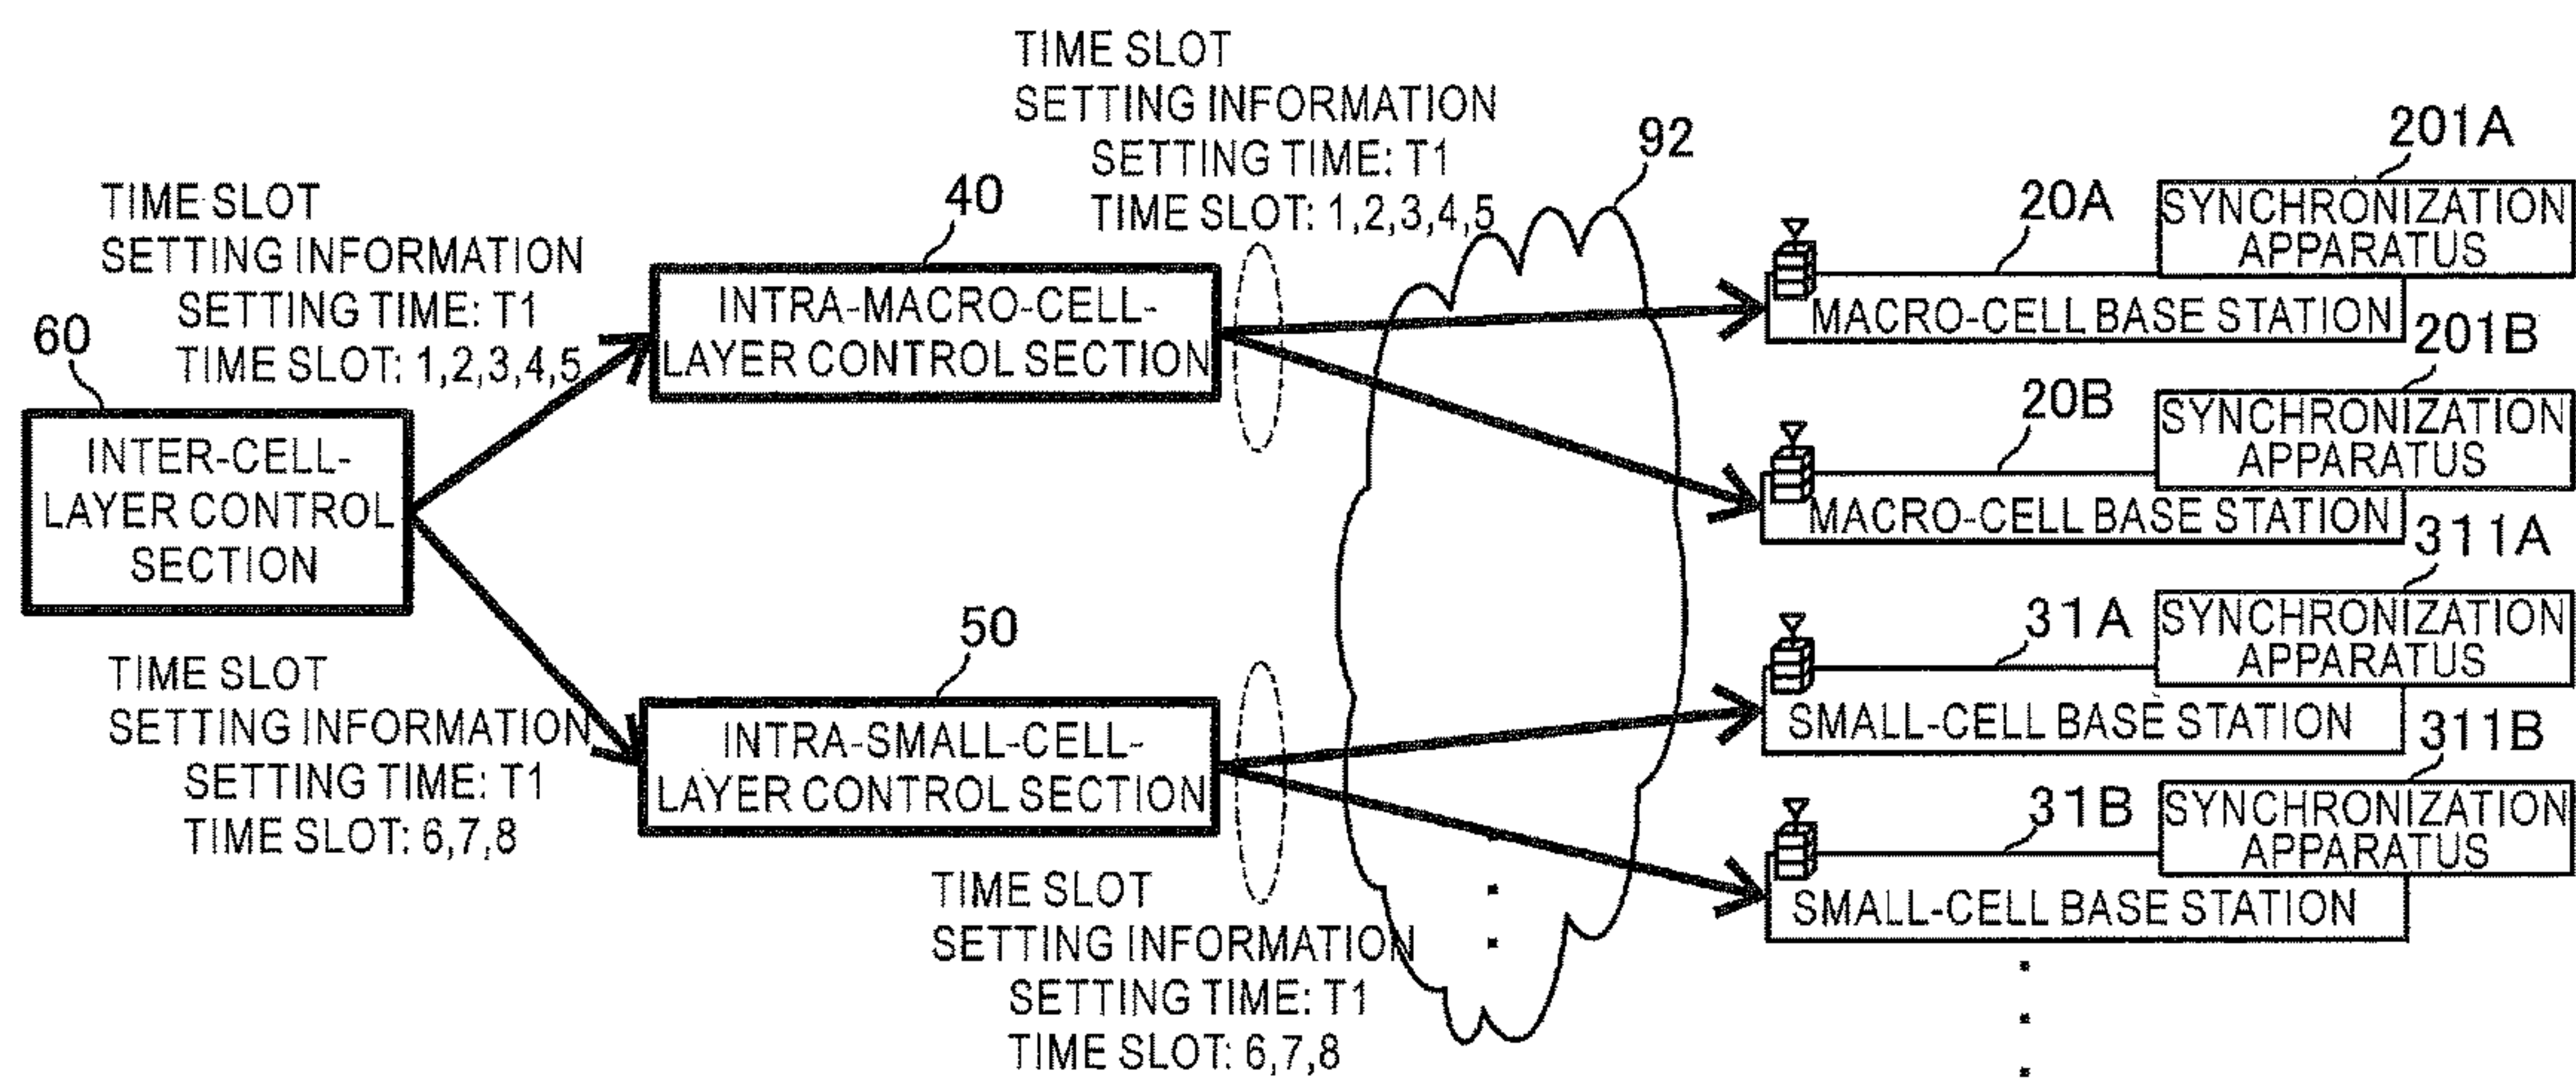 TIME SLOT
SETTING INFORMATION
SETTING TIME: T1
TIME SLOT: 1,2,3,4,5
60
INTER-CELL-
LAYER CONTROL
SECTION
TIME SLOT
SETTING INFORMATION
SETTING TIME: T1
TIME SLOT: 6,7,8
40
INTRA-MACRO-CELL-
LAYER CONTROL SECTION
TIME SLOT
SETTING INFORMATION
SETTING TIME: T1
TIME SLOT: 1,2,3,4,5
50
INTRA-SMALL-CELL-
LAYER CONTROL SECTION
TIME SLOT
SETTING INFORMATION
SETTING TIME: T1
TIME SLOT: 6,7,8
92
201A
20A
SYNCHRONIZATION
APPARATUS
MACRO-CELL BASE STATION
201B
20B
SYNCHRONIZATION
APPARATUS
MACRO-CELL BASE STATION
311A
31A
SYNCHRONIZATION
APPARATUS
SMALL-CELL BASE STATION
311B
31B
SYNCHRONIZATION
APPARATUS
SMALL-CELL BASE STATION